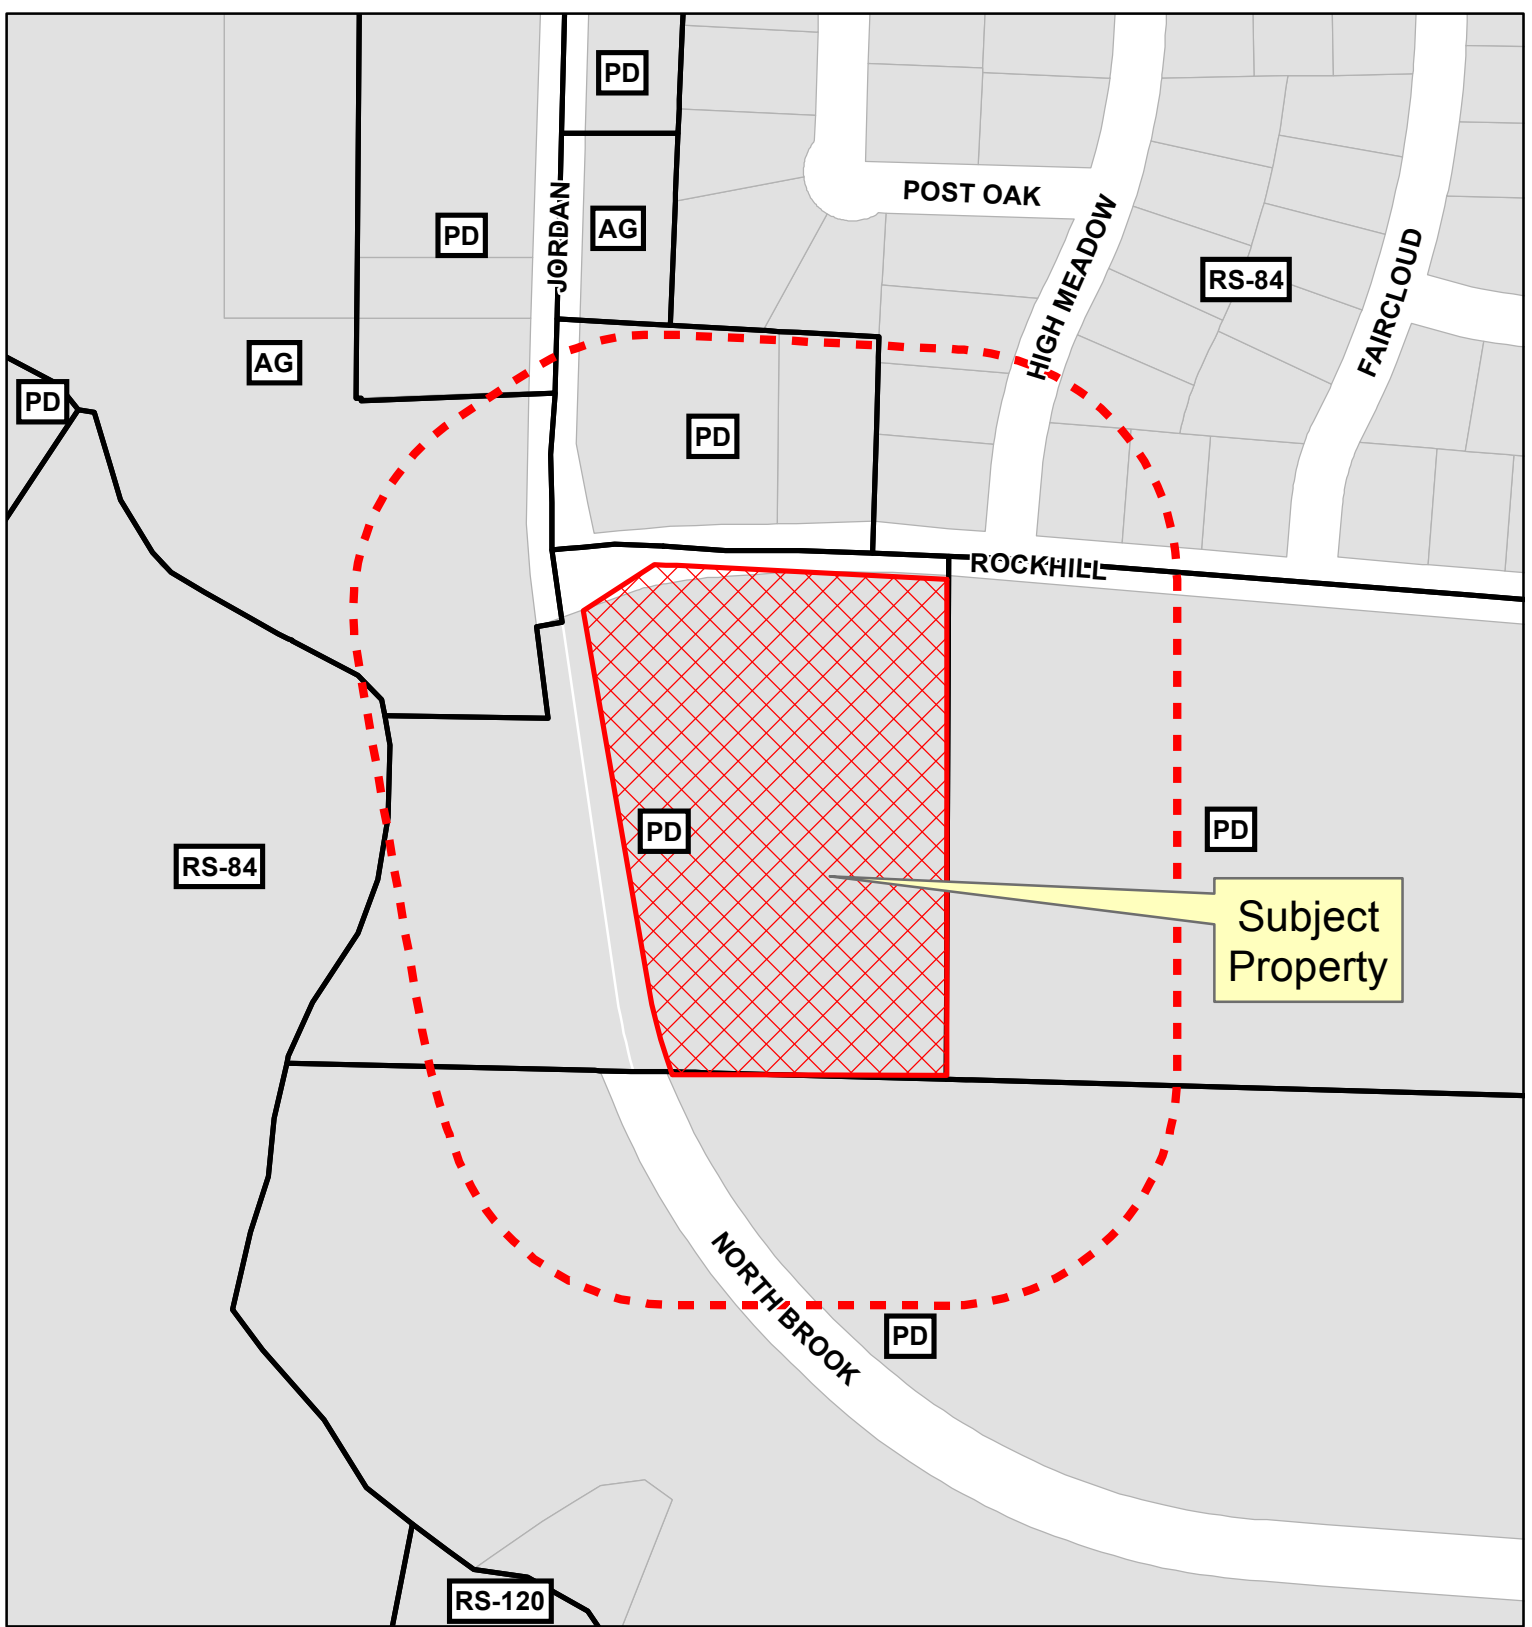 PD
JORDAN
AG
PD
POST OAK
HIGH MEADOW
RS-84
FAIRCLOUD
AG
PD
PD
ROCKHILL
PD
PD
RS-84
Subject
Property
NORTH BROOK
PD
RS-120